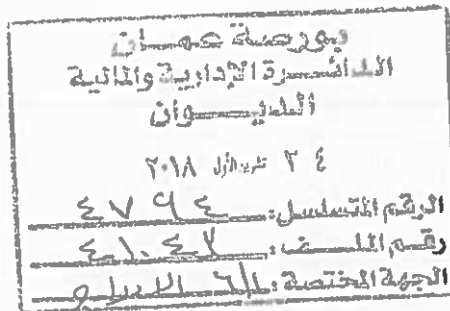 بورصة عمان
الدائرة الإدارية والمالية
الديوان
٢٤ تشرين الأول ٢٠١٨
الرقم المتسلسل: ٤٧٩٤
رقم الملف:
الجهة المختصة: